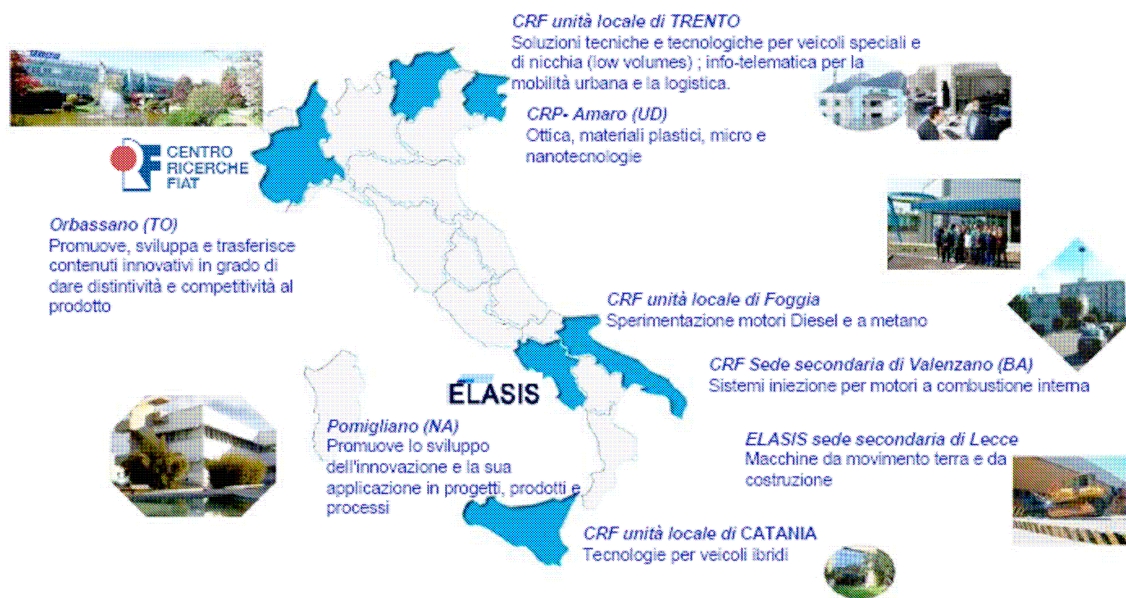 CRF unità locale di TRENTO
Soluzioni tecniche e tecnologiche per veicoli speciali e
di nicchia (low volumes) ; info-telematica per la
mobilità urbana e la logistica.
CRP- Amaro (UD)
Ottica, materiali plastici, micro e
nanotecnologie
CENTRO
RICERCHE
FIAT
Orbassano (TO)
Promuove, sviluppa e trasferisce
contenuti innovativi in grado di
dare distintività e competitività al
prodotto
CRF unità locale di Foggia
Sperimentazione motori Diesel e a metano
CRF Sede secondaria di Valenzano (BA)
Sistemi iniezione per motori a combustione interna
ELASIS
Pomigliano (NA)
Promuove lo sviluppo
dell'innovazione e la sua
applicazione in progetti, prodotti e
processi
ELASIS sede secondaria di Lecce
Macchine da movimento terra e da
costruzione
CRF unità locale di CATANIA
Tecnologie per veicoli ibridi